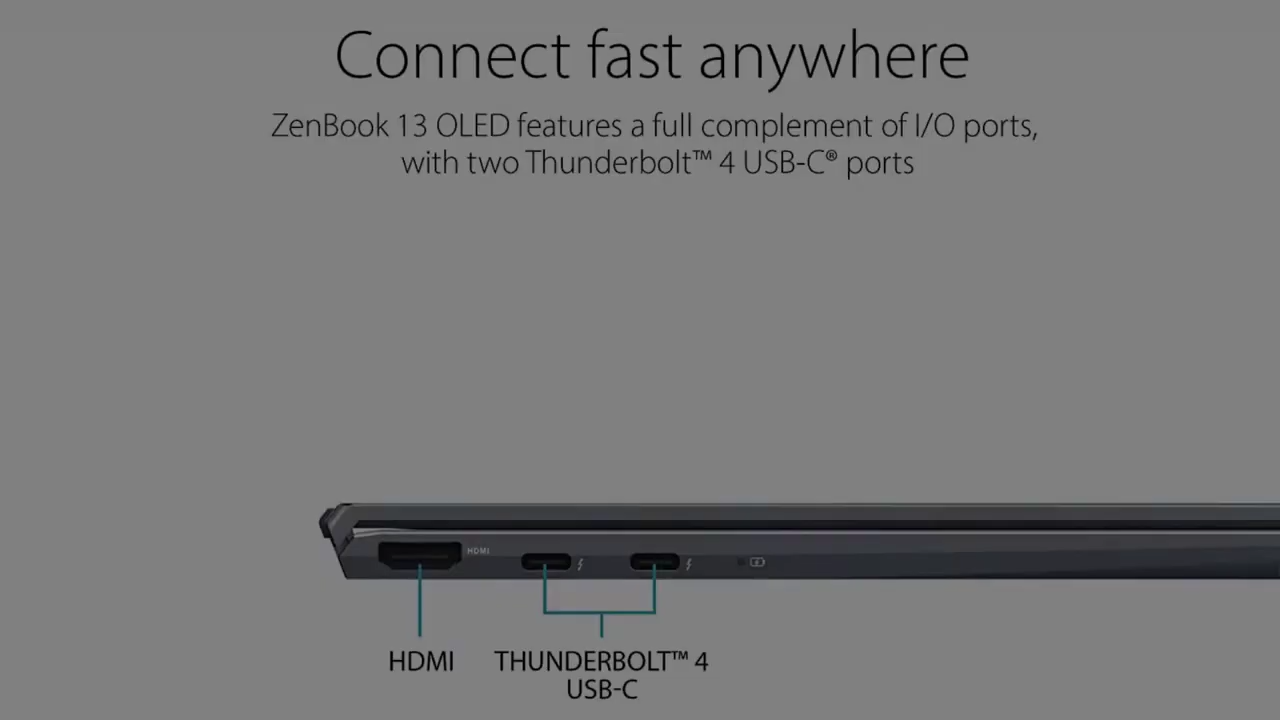 Connect fast anywhere
ZenBook 13 OLED features a full complement of I/O ports,
with two Thunderbolt™ 4 USB-C® ports
HDMI
HDMI
THUNDERBOLT™ 4
USB-C